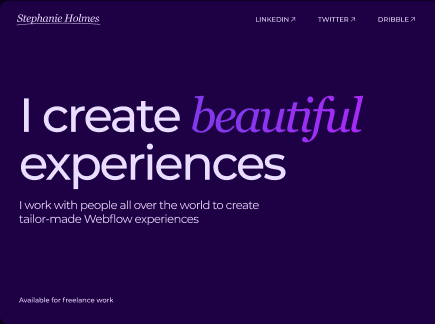 Stephanie Holmes
LINKEDIN↗ TWITTER↗ DRIBBLE↗
I create beautiful
experiences
I work with people all over the world to create
tailor-made Webflow experiences
Available for freelance work